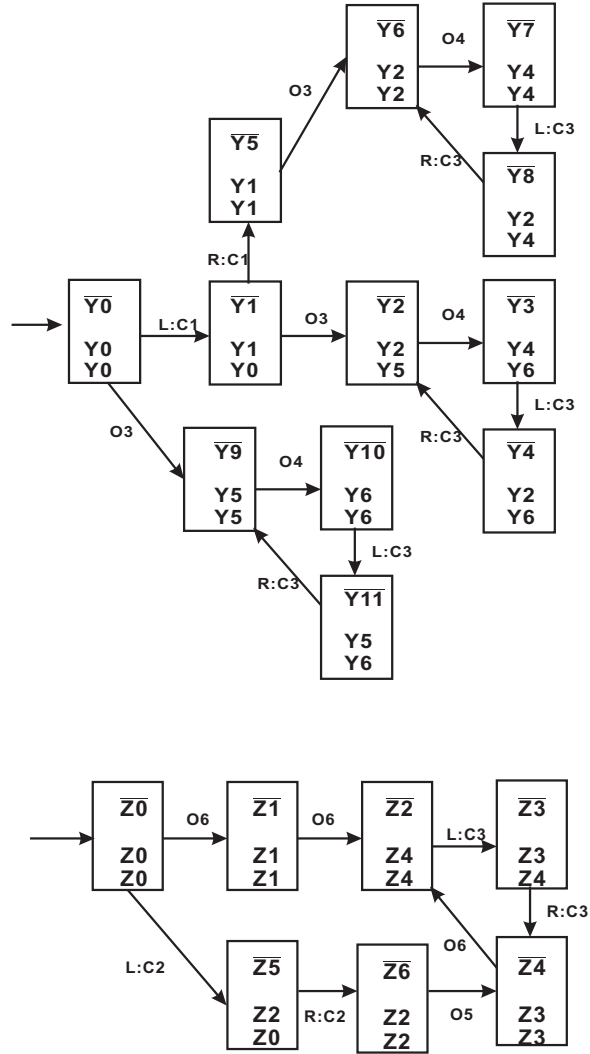 Y6
Y2
Y2
O4
Y7
Y4
Y4
O3
L:C3
R:C3
Y8
Y2
Y4
Y5
Y1
Y1
R:C1
Y0
Y0
Y0
L:C1
Y1
Y1
Y0
O3
Y2
Y2
Y5
O4
Y3
Y4
Y6
L:C3
R:C3
Y4
Y2
Y6
O3
Y9
Y5
Y5
O4
Y10
Y6
Y6
L:C3
R:C3
Y11
Y5
Y6
Z0
Z0
Z0
O6
Z1
Z1
Z1
O6
Z2
Z4
Z4
L:C3
Z3
Z3
Z4
R:C3
O6
L:C2
Z5
Z2
Z0
R:C2
Z6
Z2
Z2
O5
Z4
Z3
Z3